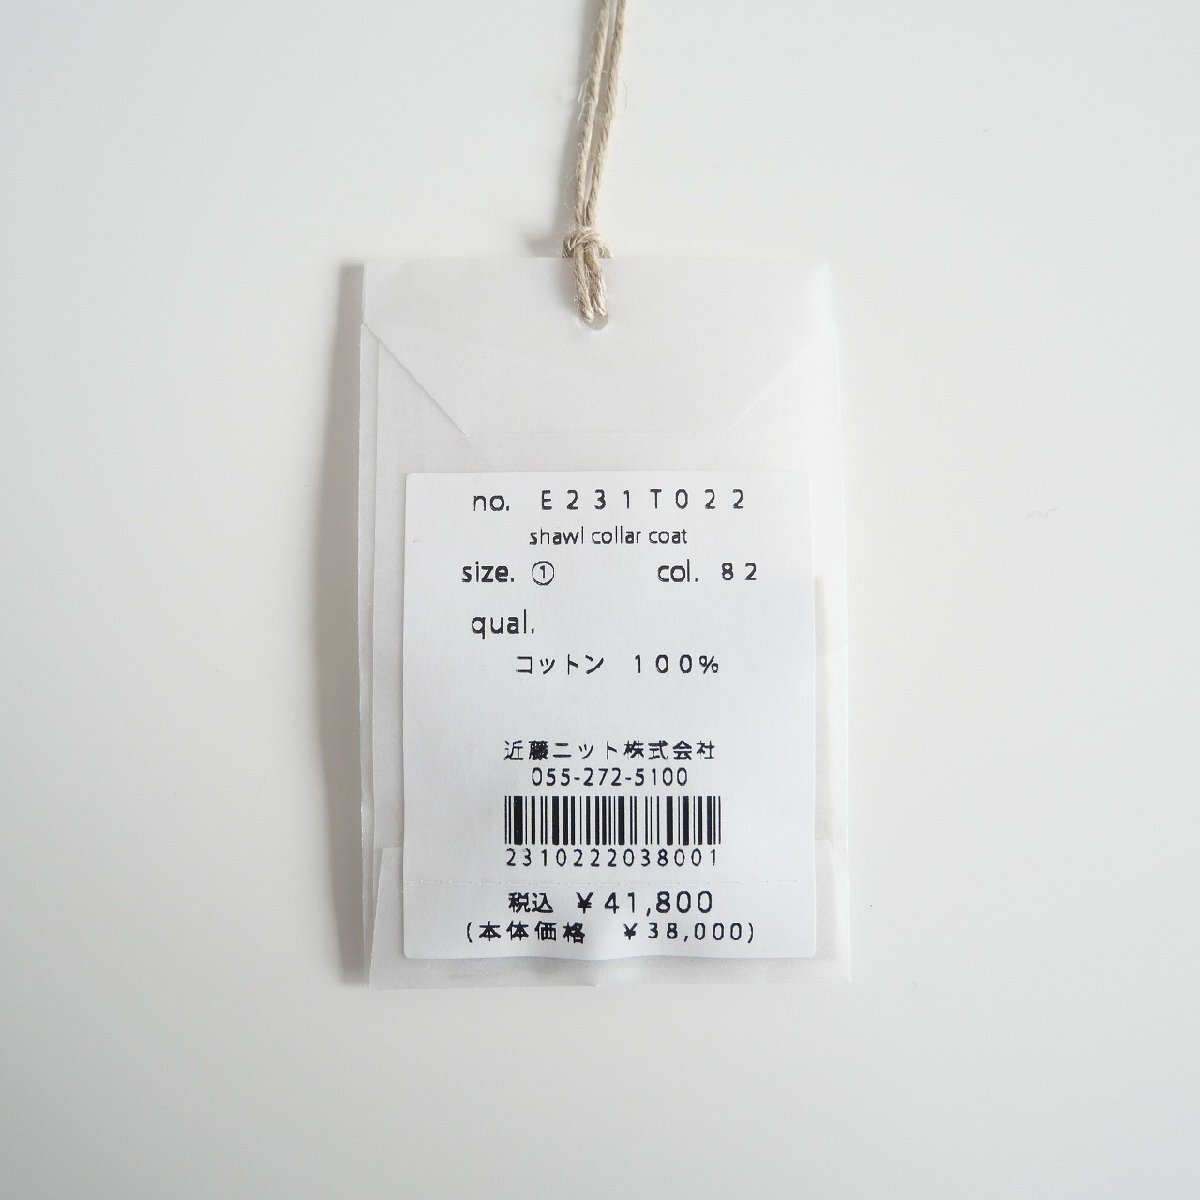 no. E231T022
shawl collar coat
size. ① col. 82
qual.
コットン 100%
近藤ニット株式会社
055-272-5100
2310222038001
税込 ¥41,800
(本体価格 ¥38,000)